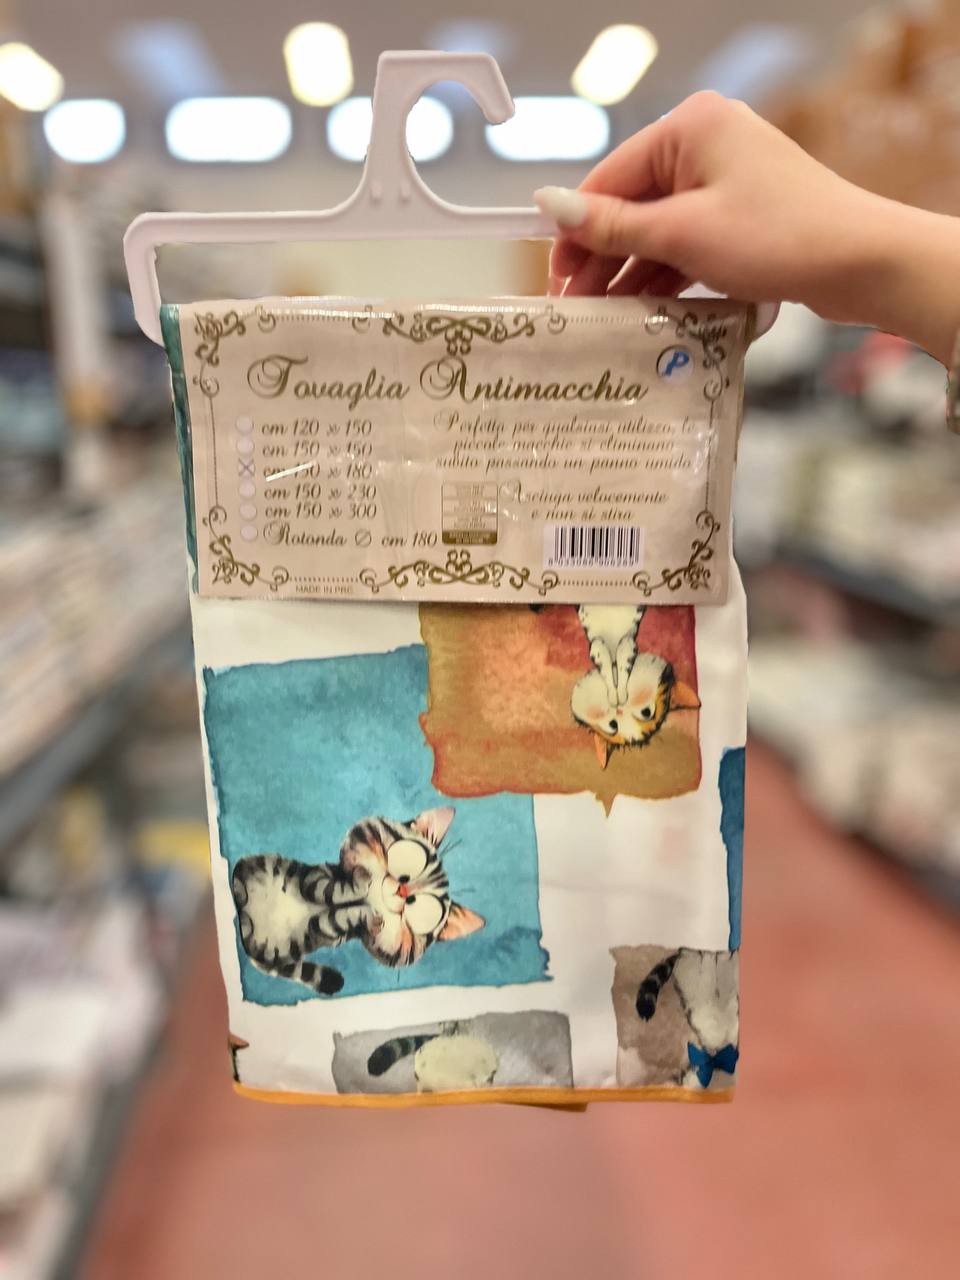 Tovaglia Antimacchia
P
cm 120 x 150
cm 150 x 150
cm 150 x 180
cm 150 x 230
cm 150 x 300
Rotonda Ø cm 180
Perfetta per qualsiasi utilizzo, le
piccole macchie si eliminano
subito passando un panno umido
Asciuga velocemente
e non si stira
MADE IN PRC